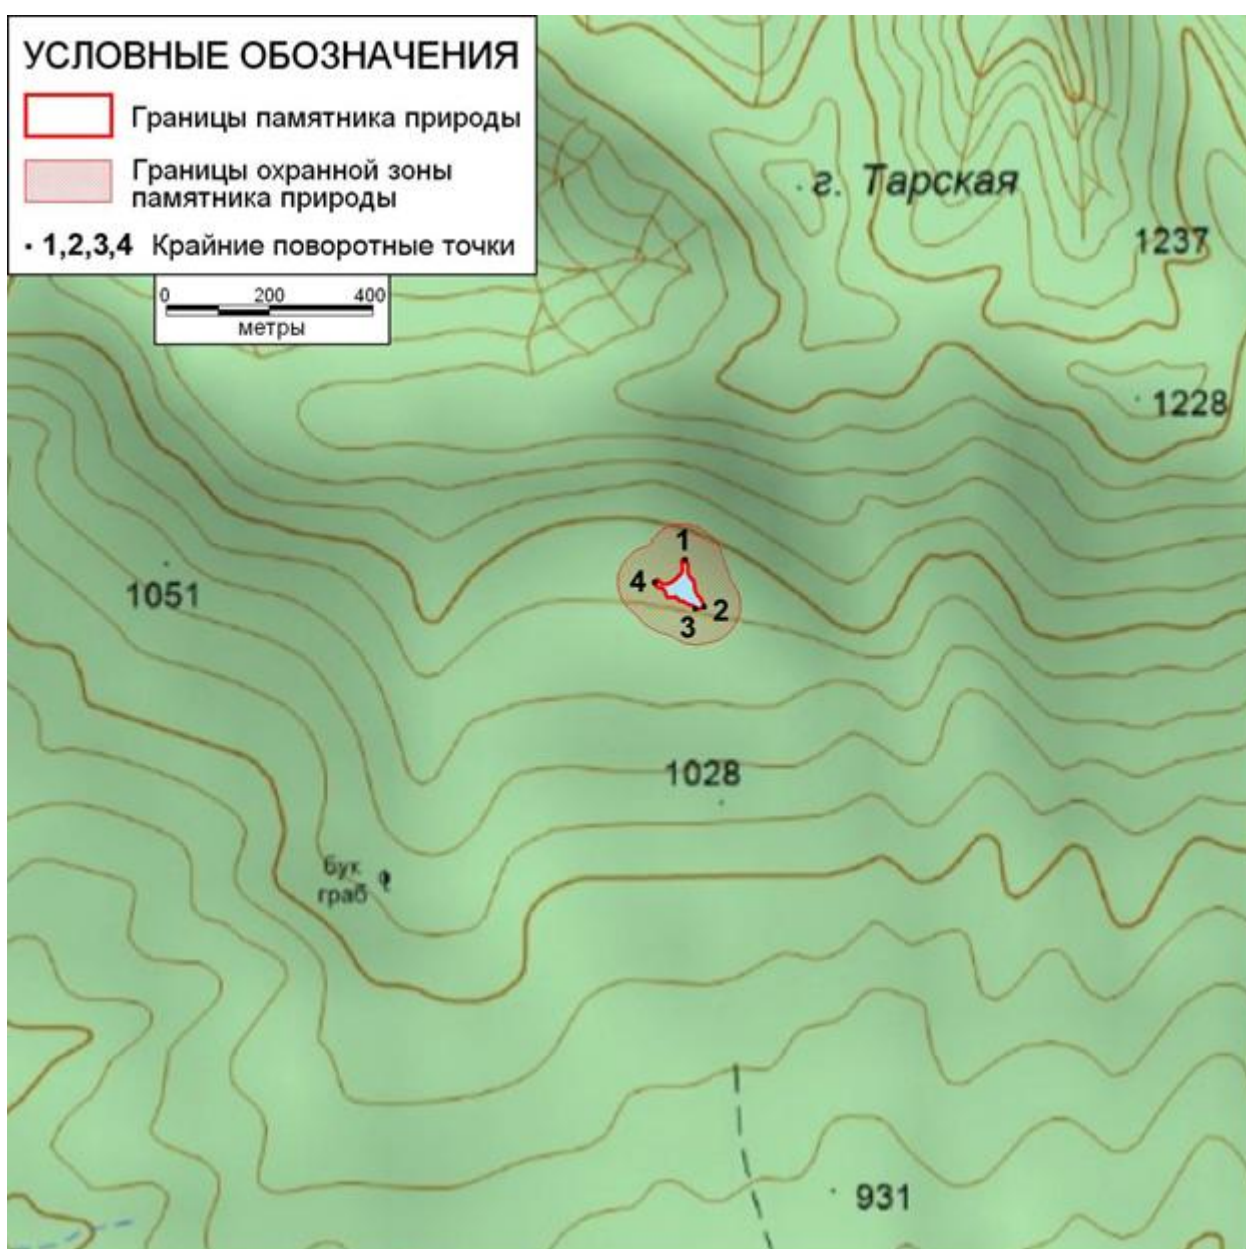 УСЛОВНЫЕ ОБОЗНАЧЕНИЯ
Границы памятника природы
Границы охранной зоны
памятника природы
1,2,3,4 Крайние поворотные точки
0 200 400
метры
г. Тарская
1237
1228
1
4
2
3
1051
1028
бук
граб
931